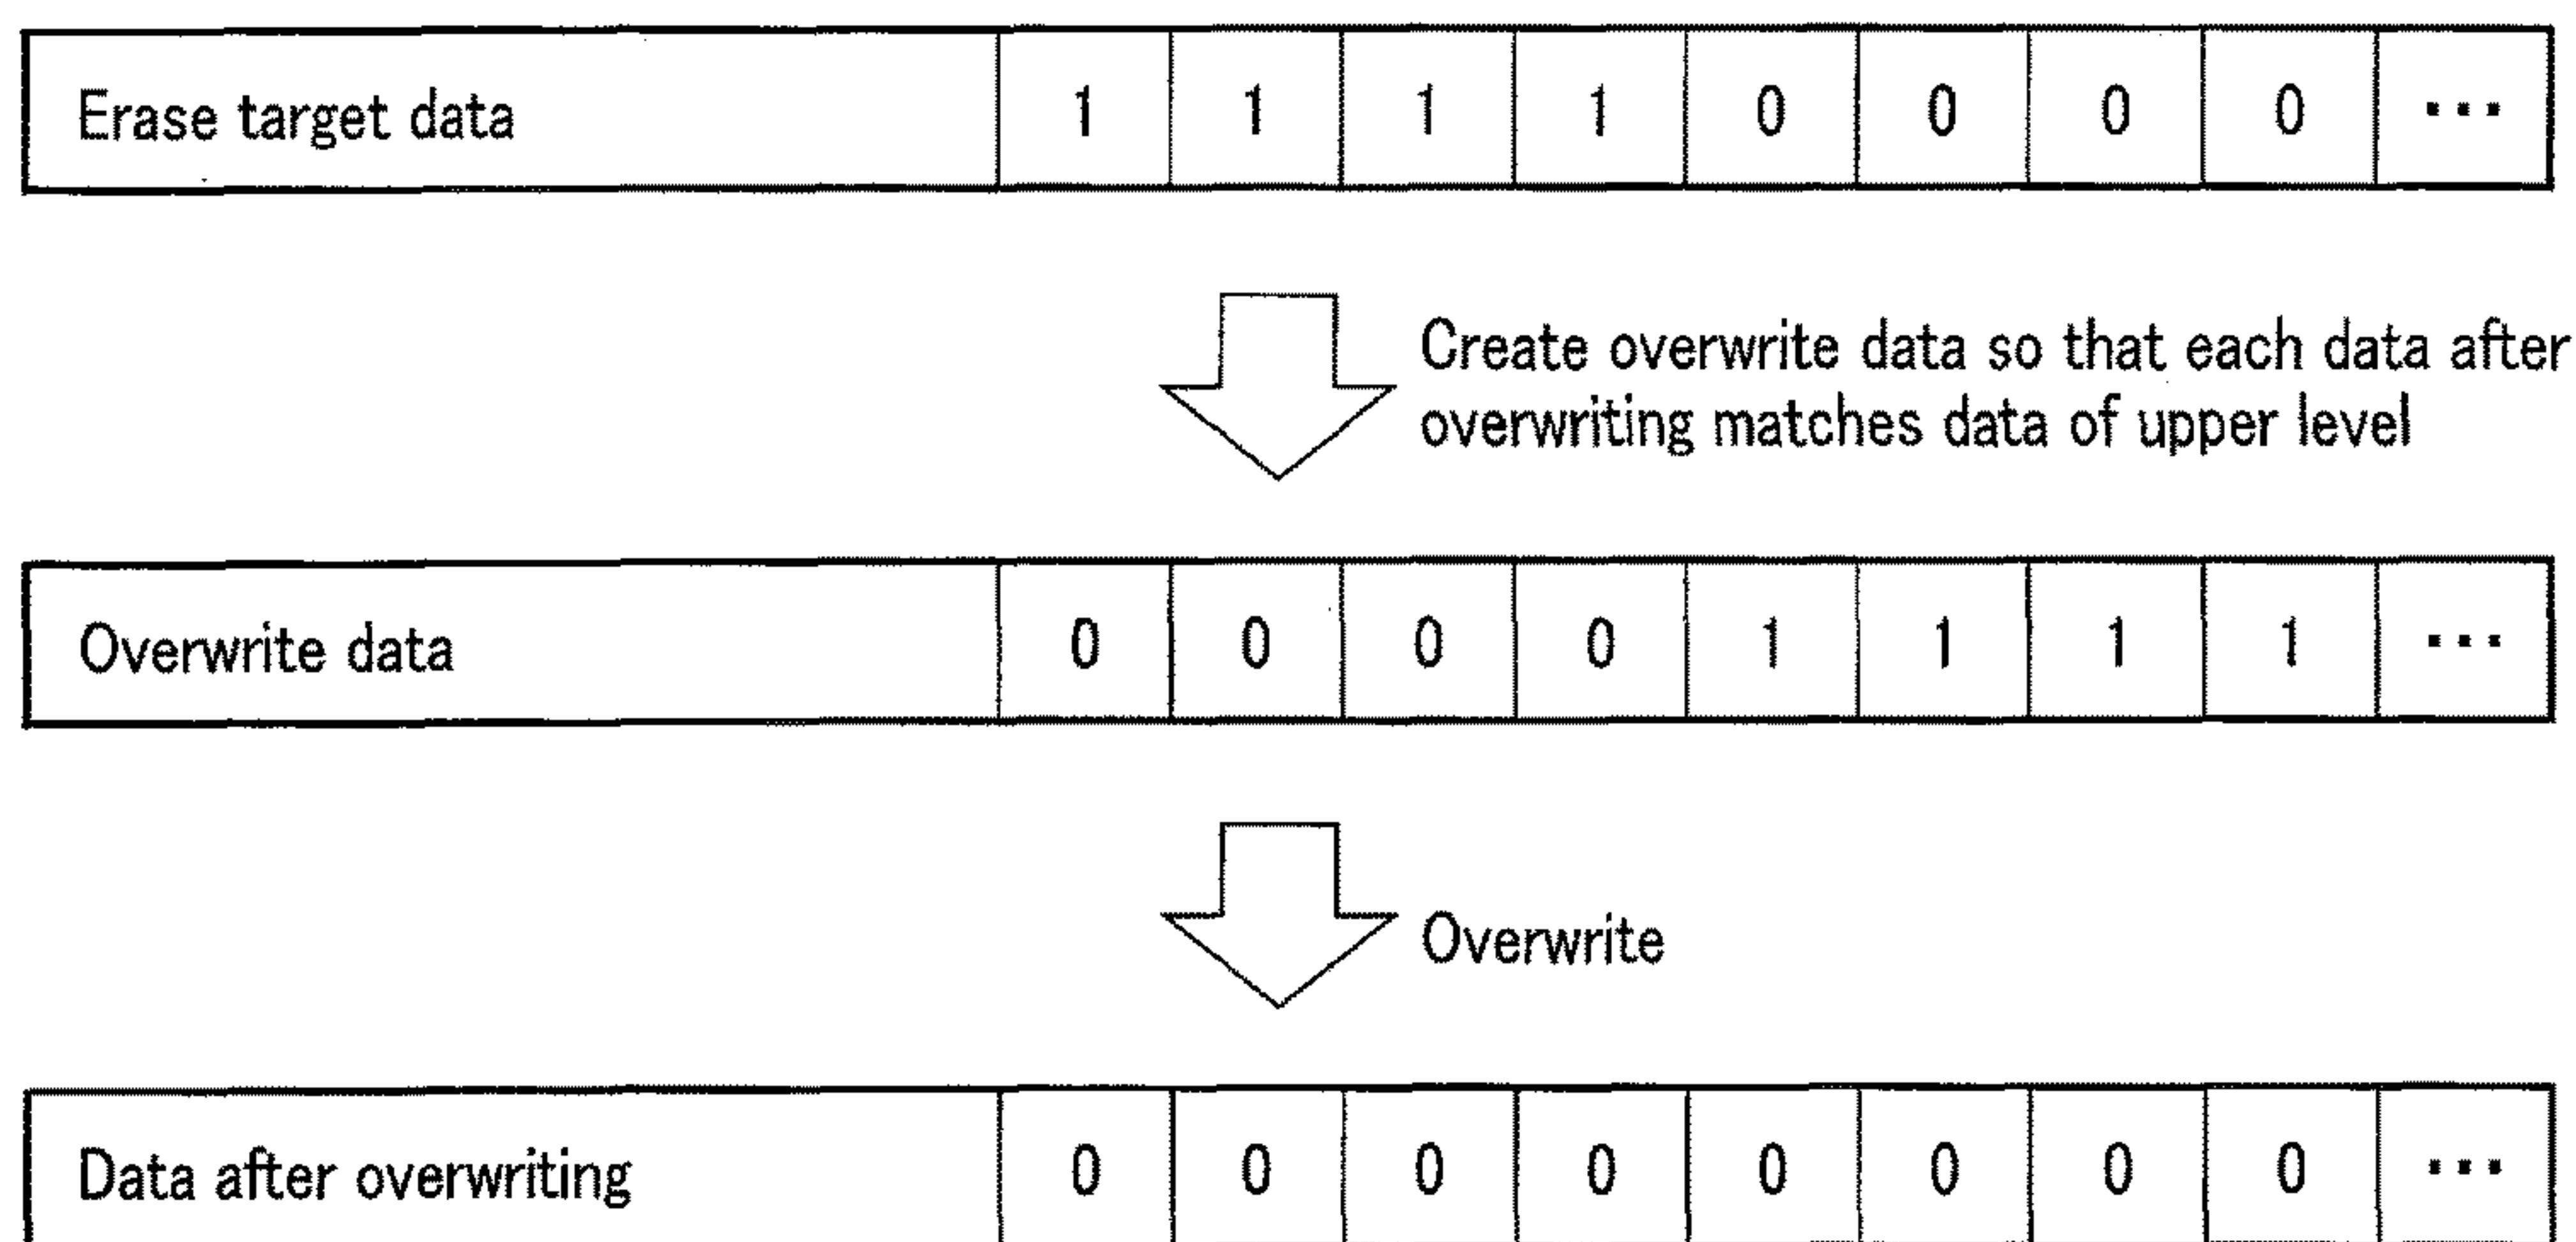 Erase target data 1 1 1 1 0 0 0 0 ...
Create overwrite data so that each data after
overwriting matches data of upper level
Overwrite data 0 0 0 0 1 1 1 1 ...
Overwrite
Data after overwriting 0 0 0 0 0 0 0 0 ...